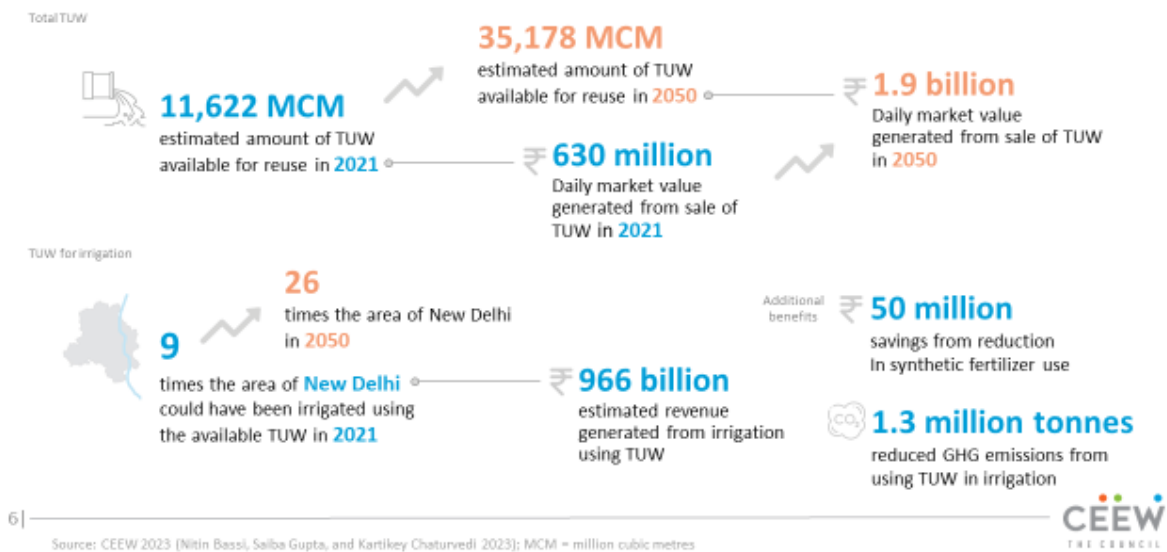 Total TUW
35,178 MCM
estimated amount of TUW
available for reuse in 2050
₹ 1.9 billion
Daily market value
generated from sale of TUW
in 2050
11,622 MCM
estimated amount of TUW
available for reuse in 2021
₹ 630 million
Daily market value
generated from sale of
TUW in 2021
TUW for irrigation
26
times the area of New Delhi
in 2050
9
times the area of New Delhi
could have been irrigated using
the available TUW in 2021
₹ 966 billion
estimated revenue
generated from irrigation
using TUW
Additional
benefits
₹ 50 million
savings from reduction
In synthetic fertilizer use
CO₂
1.3 million tonnes
reduced GHG emissions from
using TUW in irrigation
6|
CEEW
THE COUNCIL
Source: CEEW 2023 (Nitin Bassi, Saiba Gupta, and Kartikey Chaturvedi 2023); MCM = million cubic metres